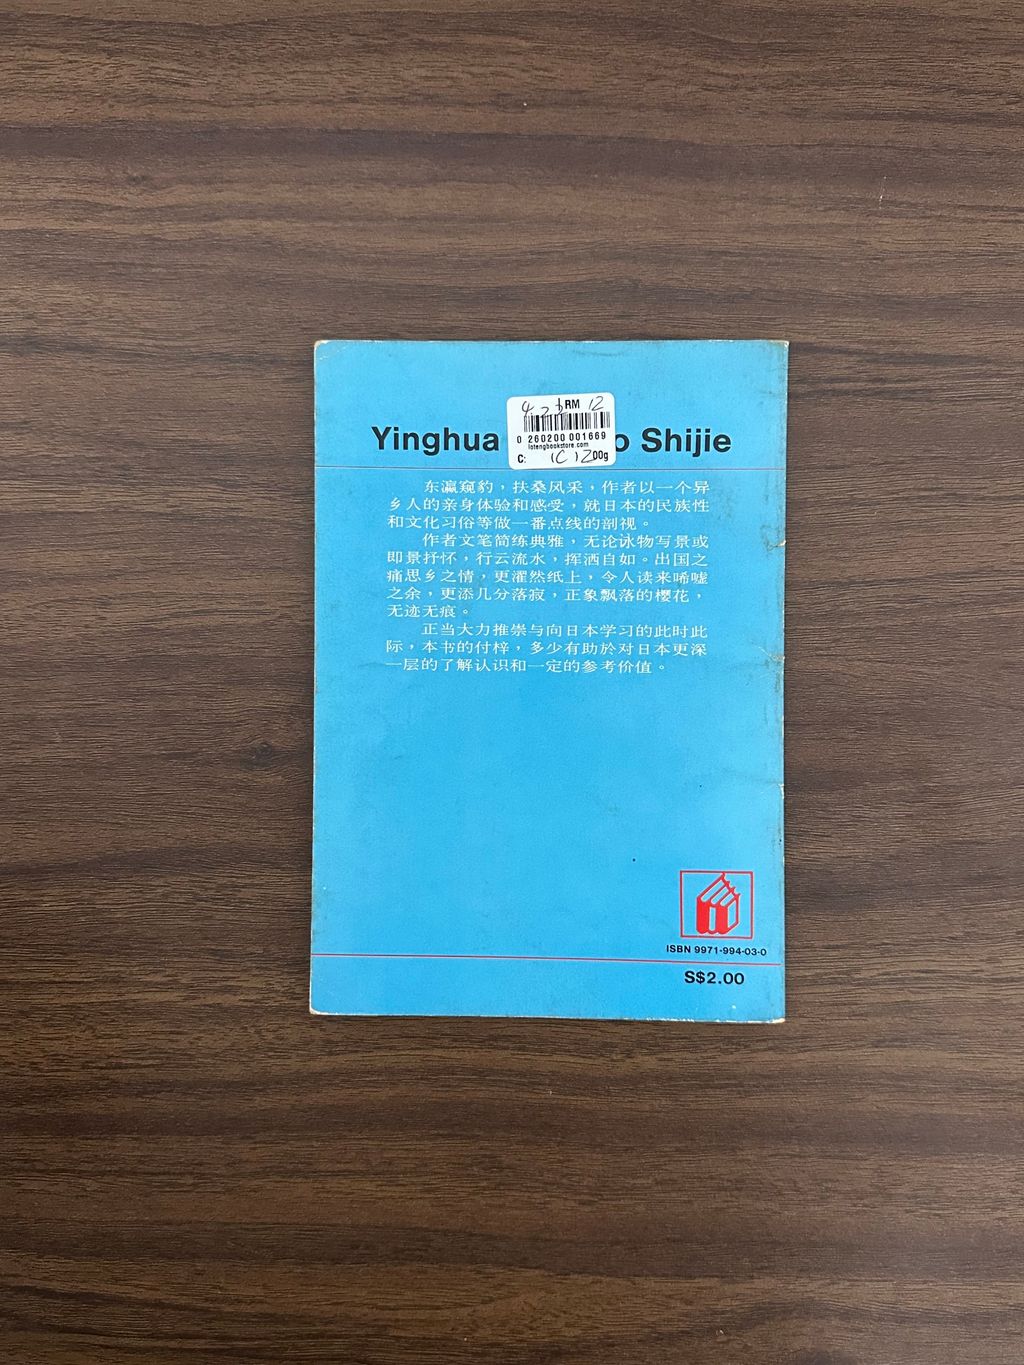 RM 12
0 260200 001669
latengbookstore.com
C: 200g
Yinghua o Shijie
东瀛窥豹，扶桑风采，作者以一个异
乡人的亲身体验和感受，就日本的民族性
和文化习俗等做一番点线的剖视。
作者文笔简练典雅，无论泳物写景或
即景抒怀，行云流水，挥洒自如。出国之
痛思乡之情，更濯然纸上，令人读来唏嘘
之余，更添几分落寂，正象飘落的樱花，
无迹无痕。
正当大力推崇与向日本学习的此时此
际，本书的付梓，多少有助於对日本更深
一层的了解认识和一定的参考价值。
ISBN 9971-994-03-0
S$2.00